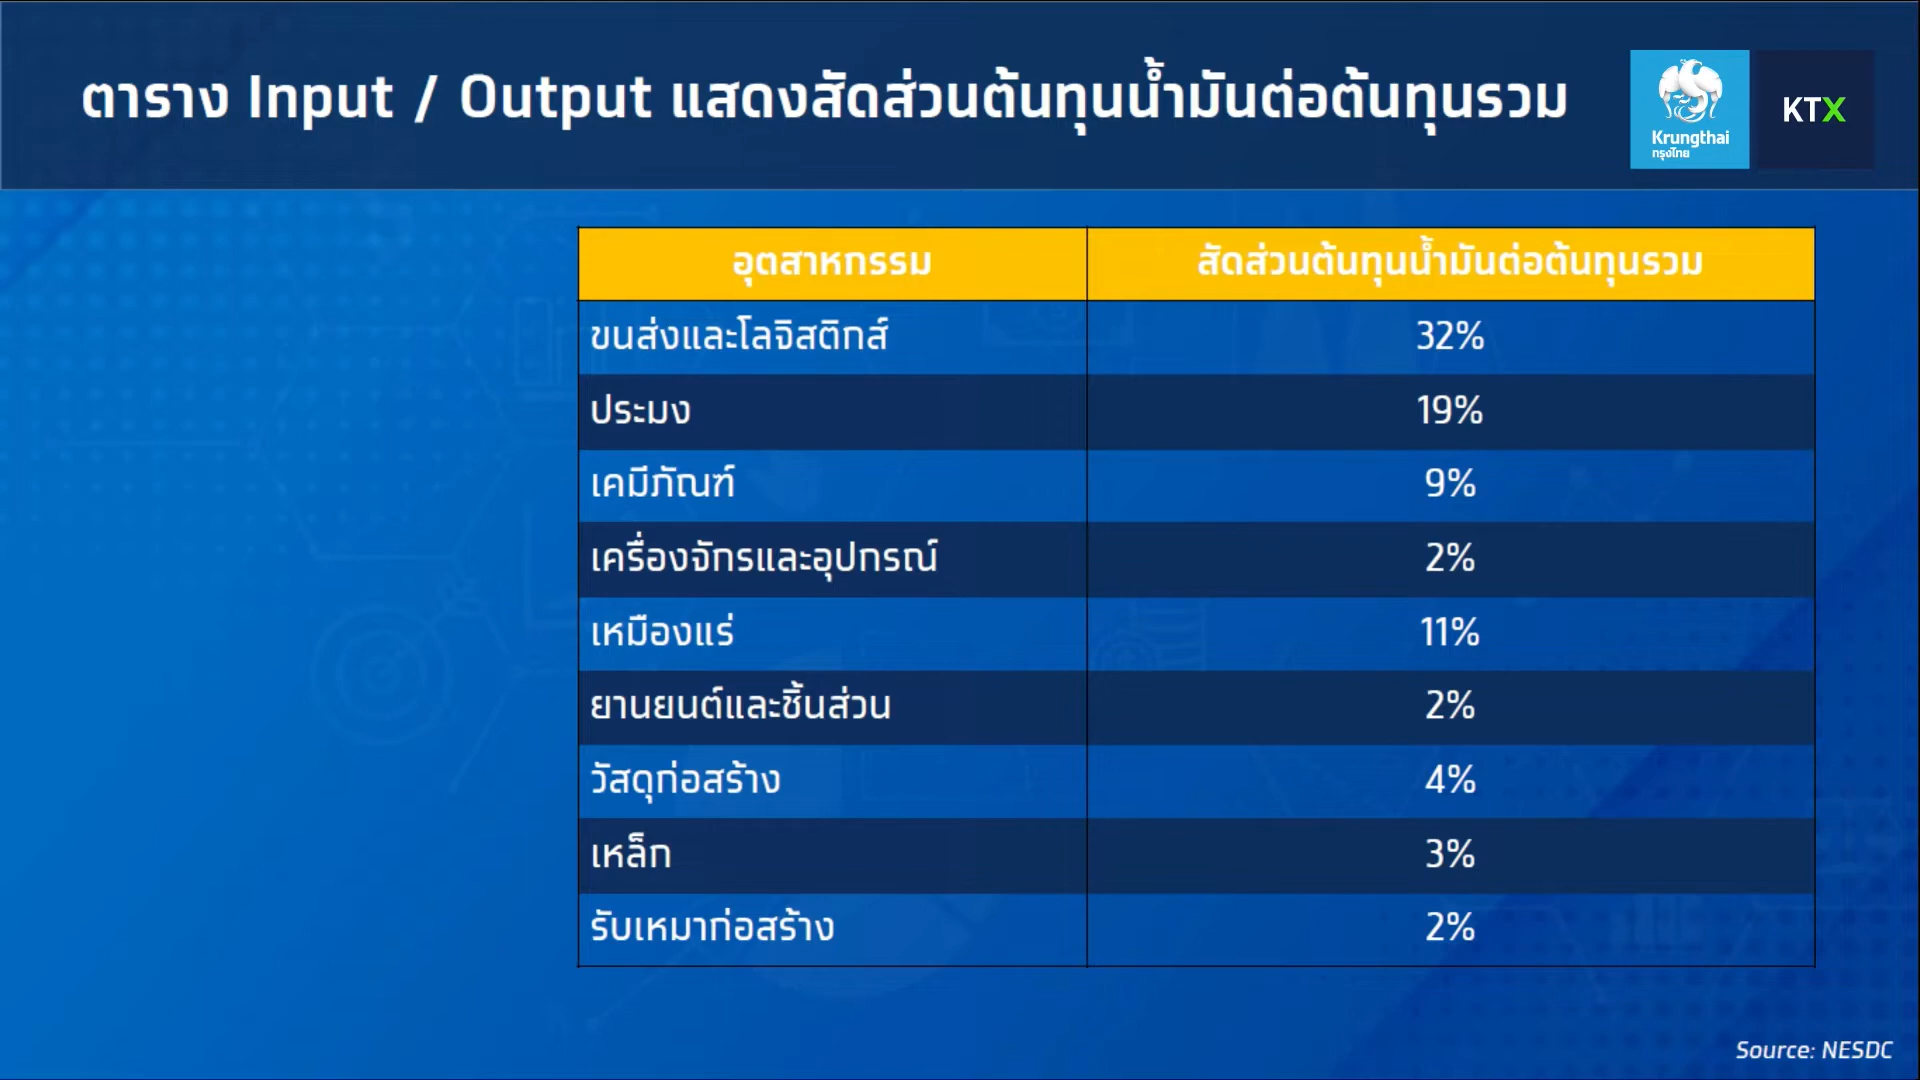 ตาราง Input / Output แสดงสัดส่วนต้นทุนน้ำมันต่อต้นทุนรวม
Krungthai
กรุงไทย
KTX
อุตสาหกรรม สัดส่วนต้นทุนน้ำมันต่อต้นทุนรวม
ขนส่งและโลจิสติกส์ 32%
ประมง 19%
เคมีภัณฑ์ 9%
เครื่องจักรและอุปกรณ์ 2%
เหมืองแร่ 11%
ยานยนต์และชิ้นส่วน 2%
วัสดุก่อสร้าง 4%
เหล็ก 3%
รับเหมาก่อสร้าง 2%
Source: NESDC